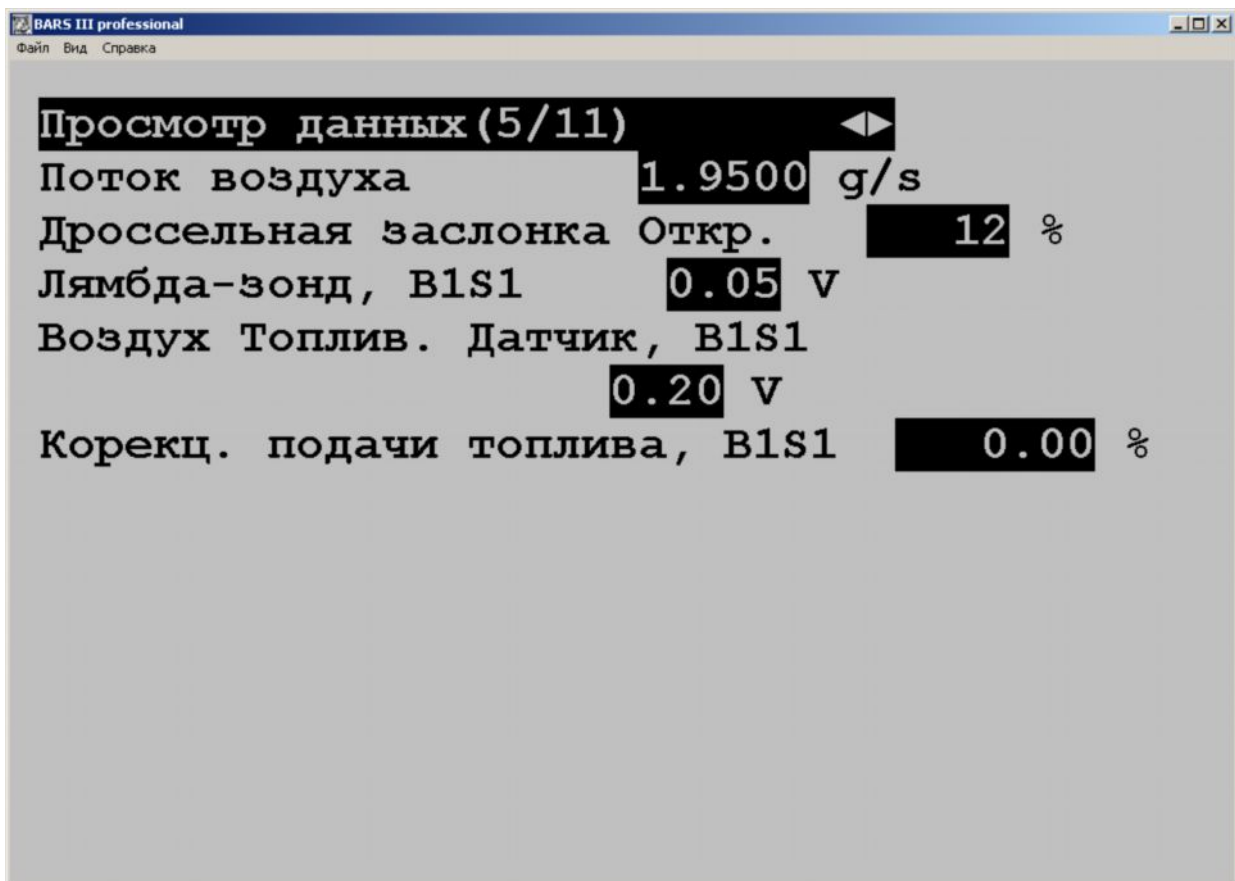 BARS III professional
Файл Вид Справка
Просмотр данных(5/11)
Поток воздуха 1.9500 g/s
Дроссельная заслонка Откр. 12 %
Лямбда-зонд, B1S1 0.05 V
Воздух Топлив. Датчик, B1S1
0.20 V
Корекц. подачи топлива, B1S1 0.00 %